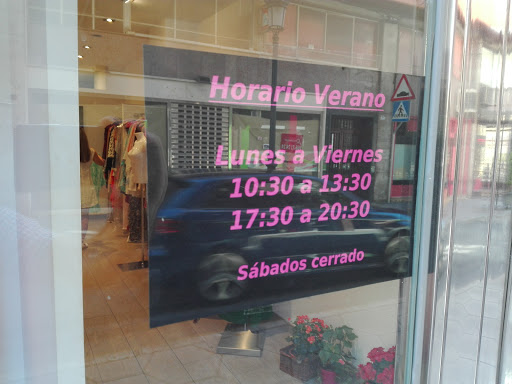 Horario Verano
Lunes a Viernes
10:30 a 13:30
17:30 a 20:30
Sábados cerrado